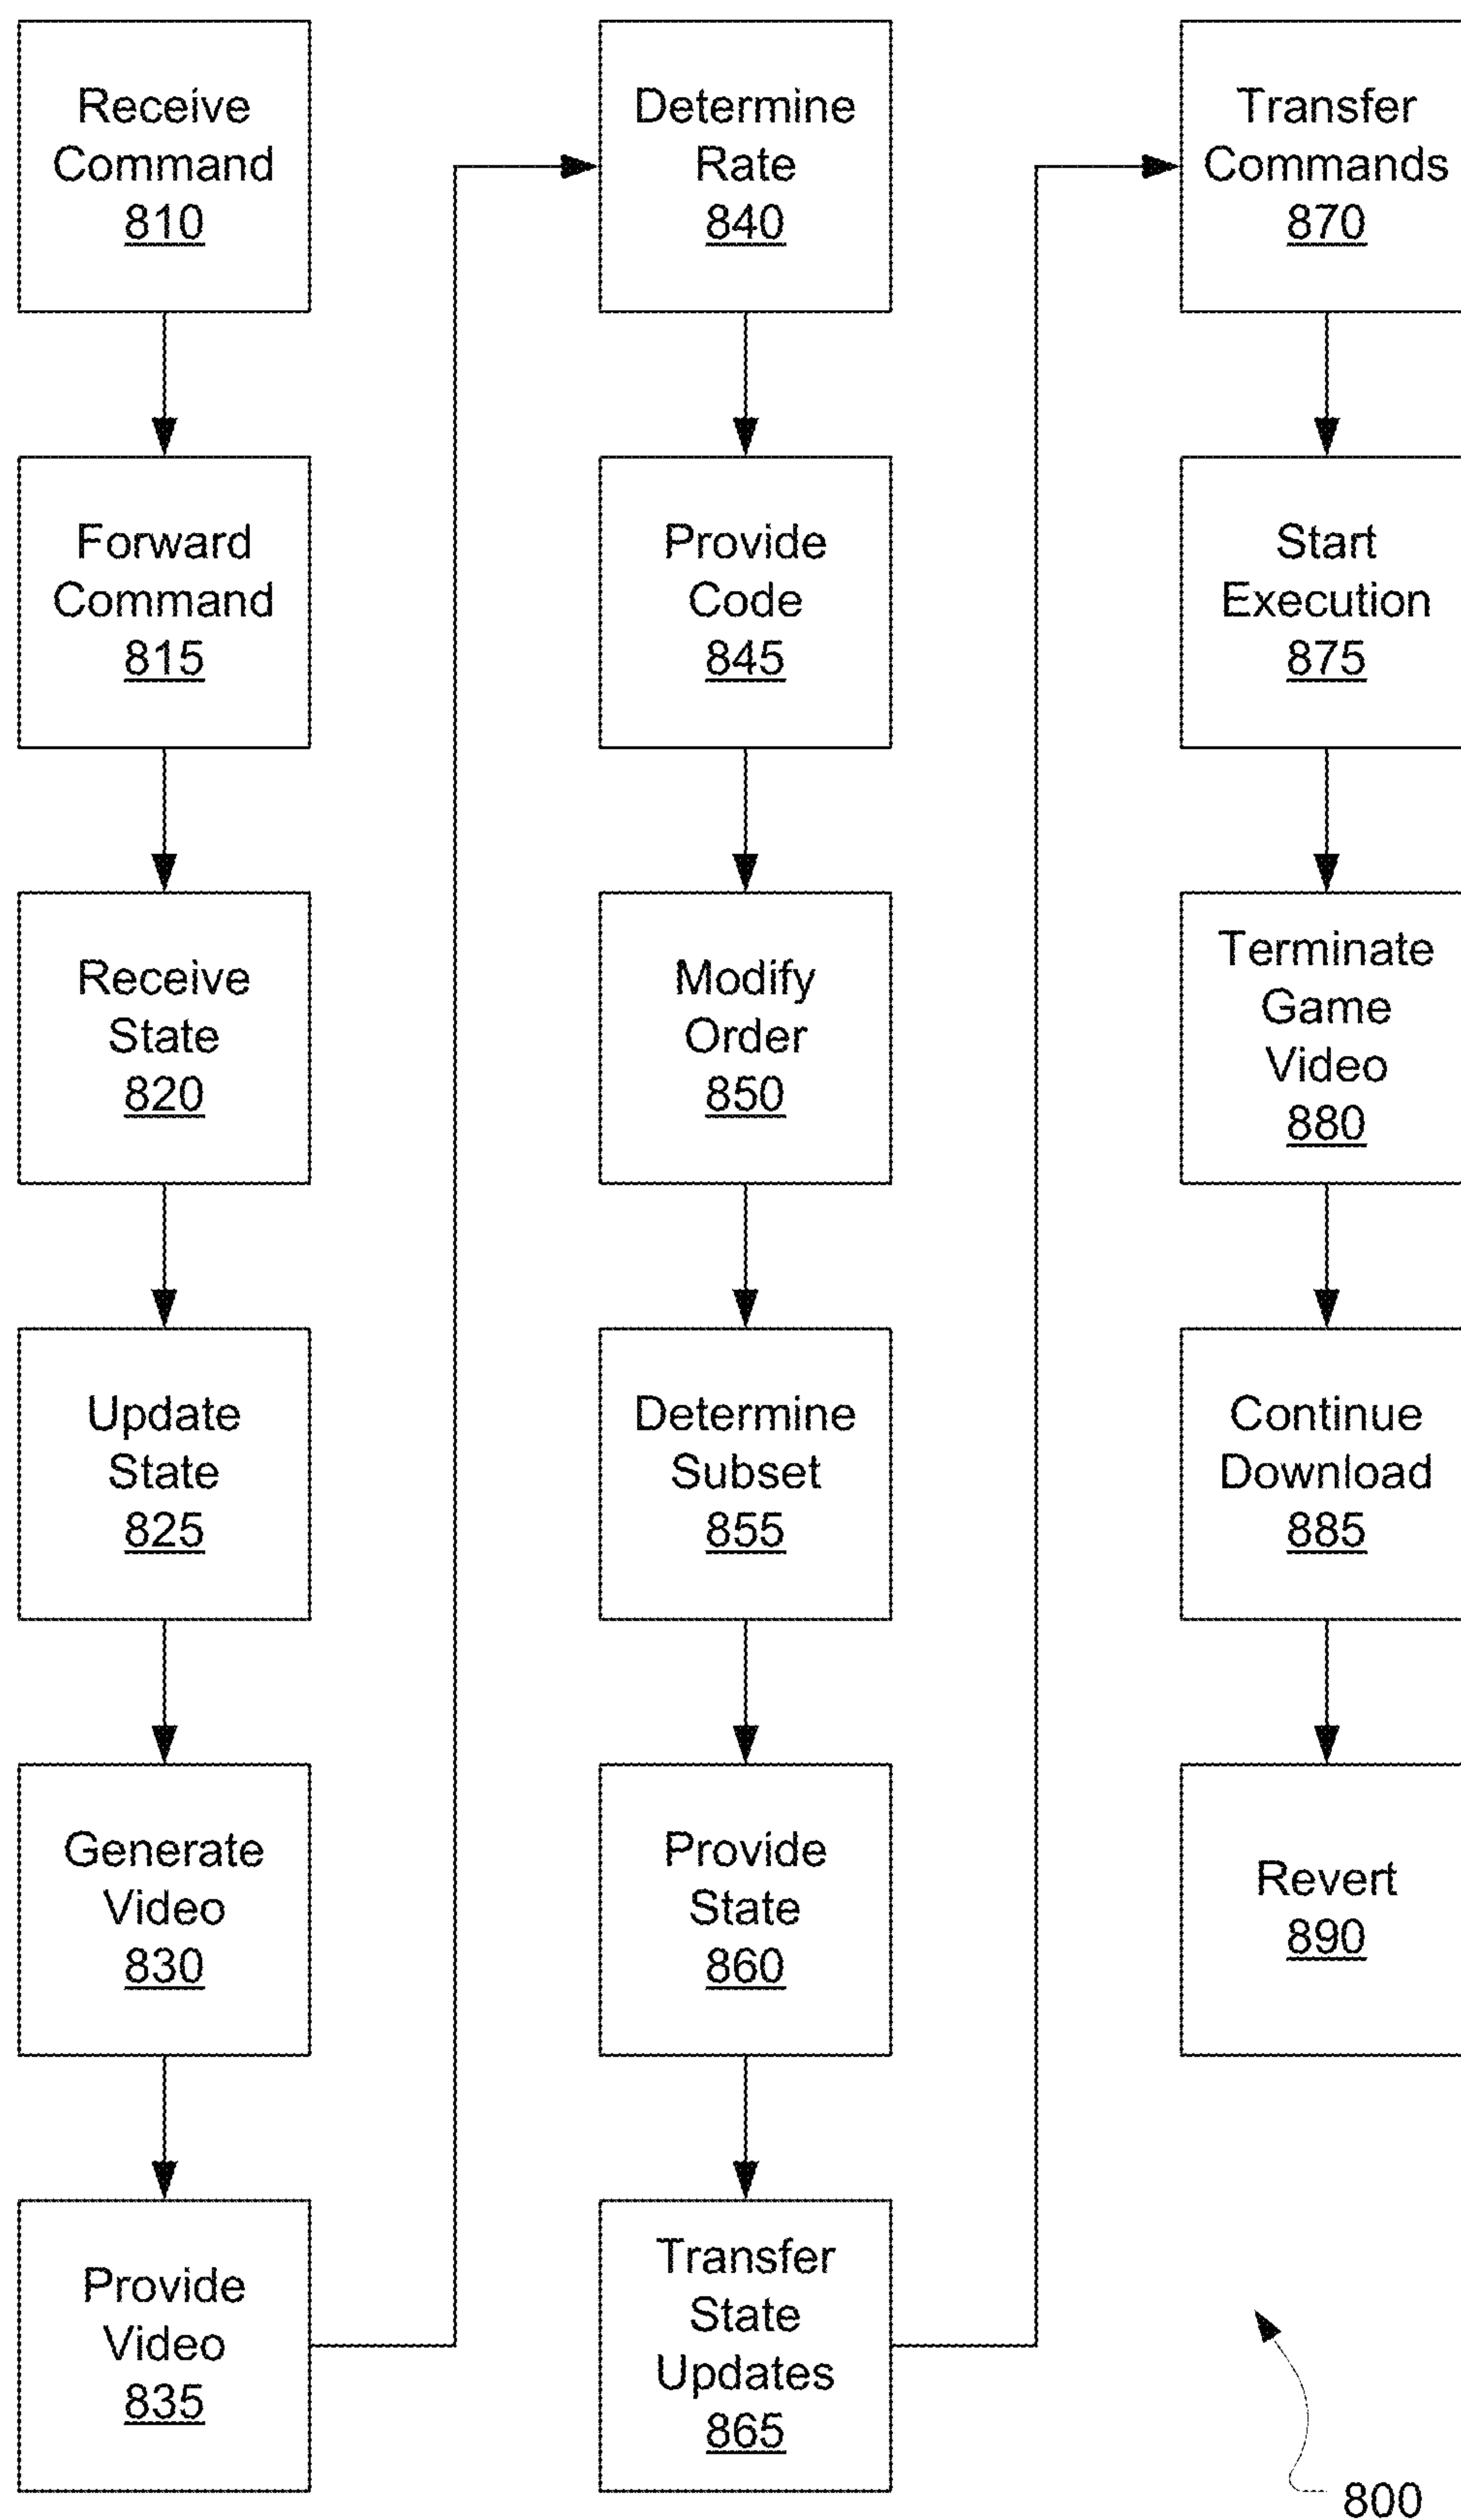 Receive
Command
810
Forward
Command
815
Receive
State
820
Update
State
825
Generate
Video
830
Provide
Video
835
Determine
Rate
840
Provide
Code
845
Modify
Order
850
Determine
Subset
855
Provide
State
860
Transfer
State
Updates
865
Transfer
Commands
870
Start
Execution
875
Terminate
Game
Video
880
Continue
Download
885
Revert
890
800